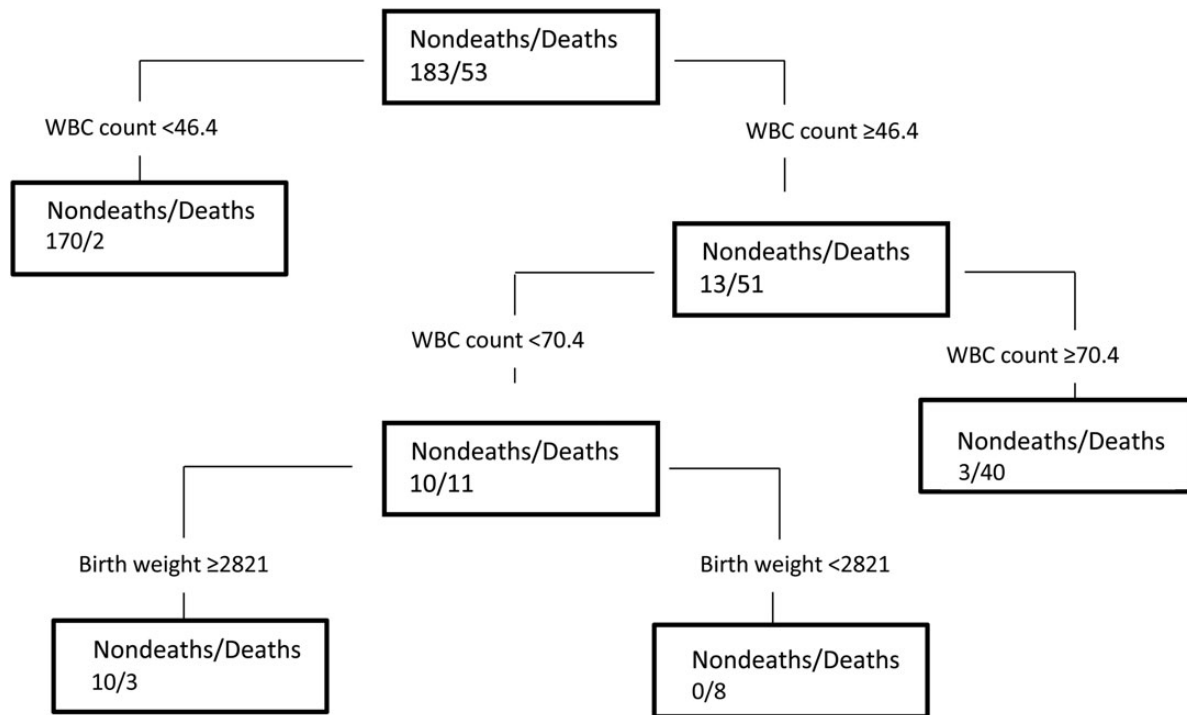 Nondeaths/Deaths
183/53
WBC count <46.4
WBC count ≥46.4
Nondeaths/Deaths
170/2
Nondeaths/Deaths
13/51
WBC count <70.4
WBC count ≥70.4
Nondeaths/Deaths
10/11
Nondeaths/Deaths
3/40
Birth weight ≥2821
Birth weight <2821
Nondeaths/Deaths
10/3
Nondeaths/Deaths
0/8